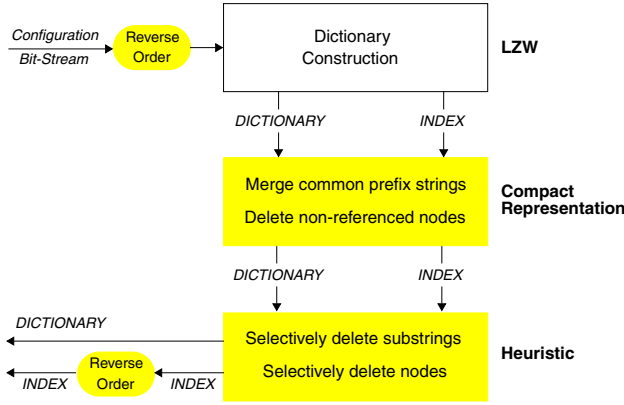 Configuration
Bit-Stream
Reverse
Order
Dictionary
Construction
LZW
DICTIONARY
INDEX
Merge common prefix strings
Delete non-referenced nodes
Compact
Representation
DICTIONARY
INDEX
DICTIONARY
Selectively delete substrings
Selectively delete nodes
Heuristic
INDEX
Reverse
Order
INDEX